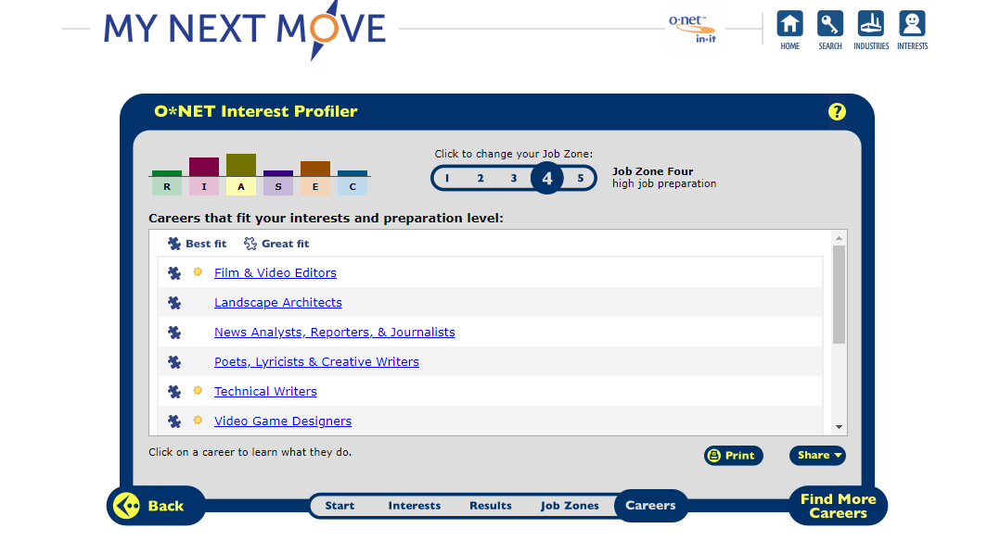 MY NEXT MOVE
o·net™
in-it
HOME
SEARCH
INDUSTRIES
INTERESTS
O*NET Interest Profiler
?
Click to change your Job Zone:
1 2 3 4 5
Job Zone Four
high job preparation
R I A S E C
Careers that fit your interests and preparation level:
Best fit Great fit
Film & Video Editors
Landscape Architects
News Analysts, Reporters, & Journalists
Poets, Lyricists & Creative Writers
Technical Writers
Video Game Designers
Click on a career to learn what they do.
Print
Share
Back
Start Interests Results Job Zones Careers
Find More
Careers